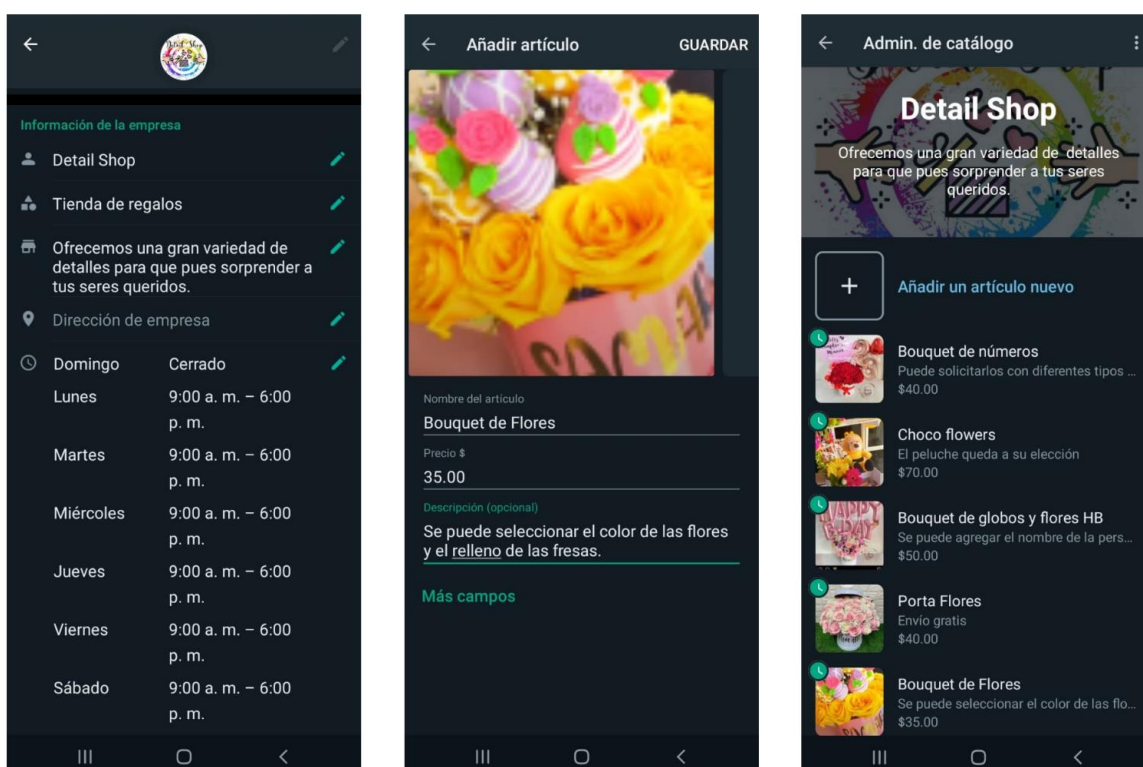 Información de la empresa
Detail Shop
Tienda de regalos
Ofrecemos una gran variedad de
detalles para que pues sorprender a
tus seres queridos.
Dirección de empresa
Domingo Cerrado
Lunes 9:00 a. m. – 6:00
p. m.
Martes 9:00 a. m. – 6:00
p. m.
Miércoles 9:00 a. m. – 6:00
p. m.
Jueves 9:00 a. m. – 6:00
p. m.
Viernes 9:00 a. m. – 6:00
p. m.
Sábado 9:00 a. m. – 6:00
p. m.
Añadir artículo GUARDAR
Nombre del artículo
Bouquet de Flores
Precio $
35.00
Descripción (opcional)
Se puede seleccionar el color de las flores
y el relleno de las fresas.
Más campos
Admin. de catálogo
Detail Shop
Ofrecemos una gran variedad de detalles
para que pues sorprender a tus seres
queridos.
Añadir un artículo nuevo
Bouquet de números
Puede solicitarlos con diferentes tipos ...
$40.00
Choco flowers
El peluche queda a su elección
$70.00
Bouquet de globos y flores HB
Se puede agregar el nombre de la pers...
$50.00
Porta Flores
Envío gratis
$40.00
Bouquet de Flores
Se puede seleccionar el color de las flo...
$35.00